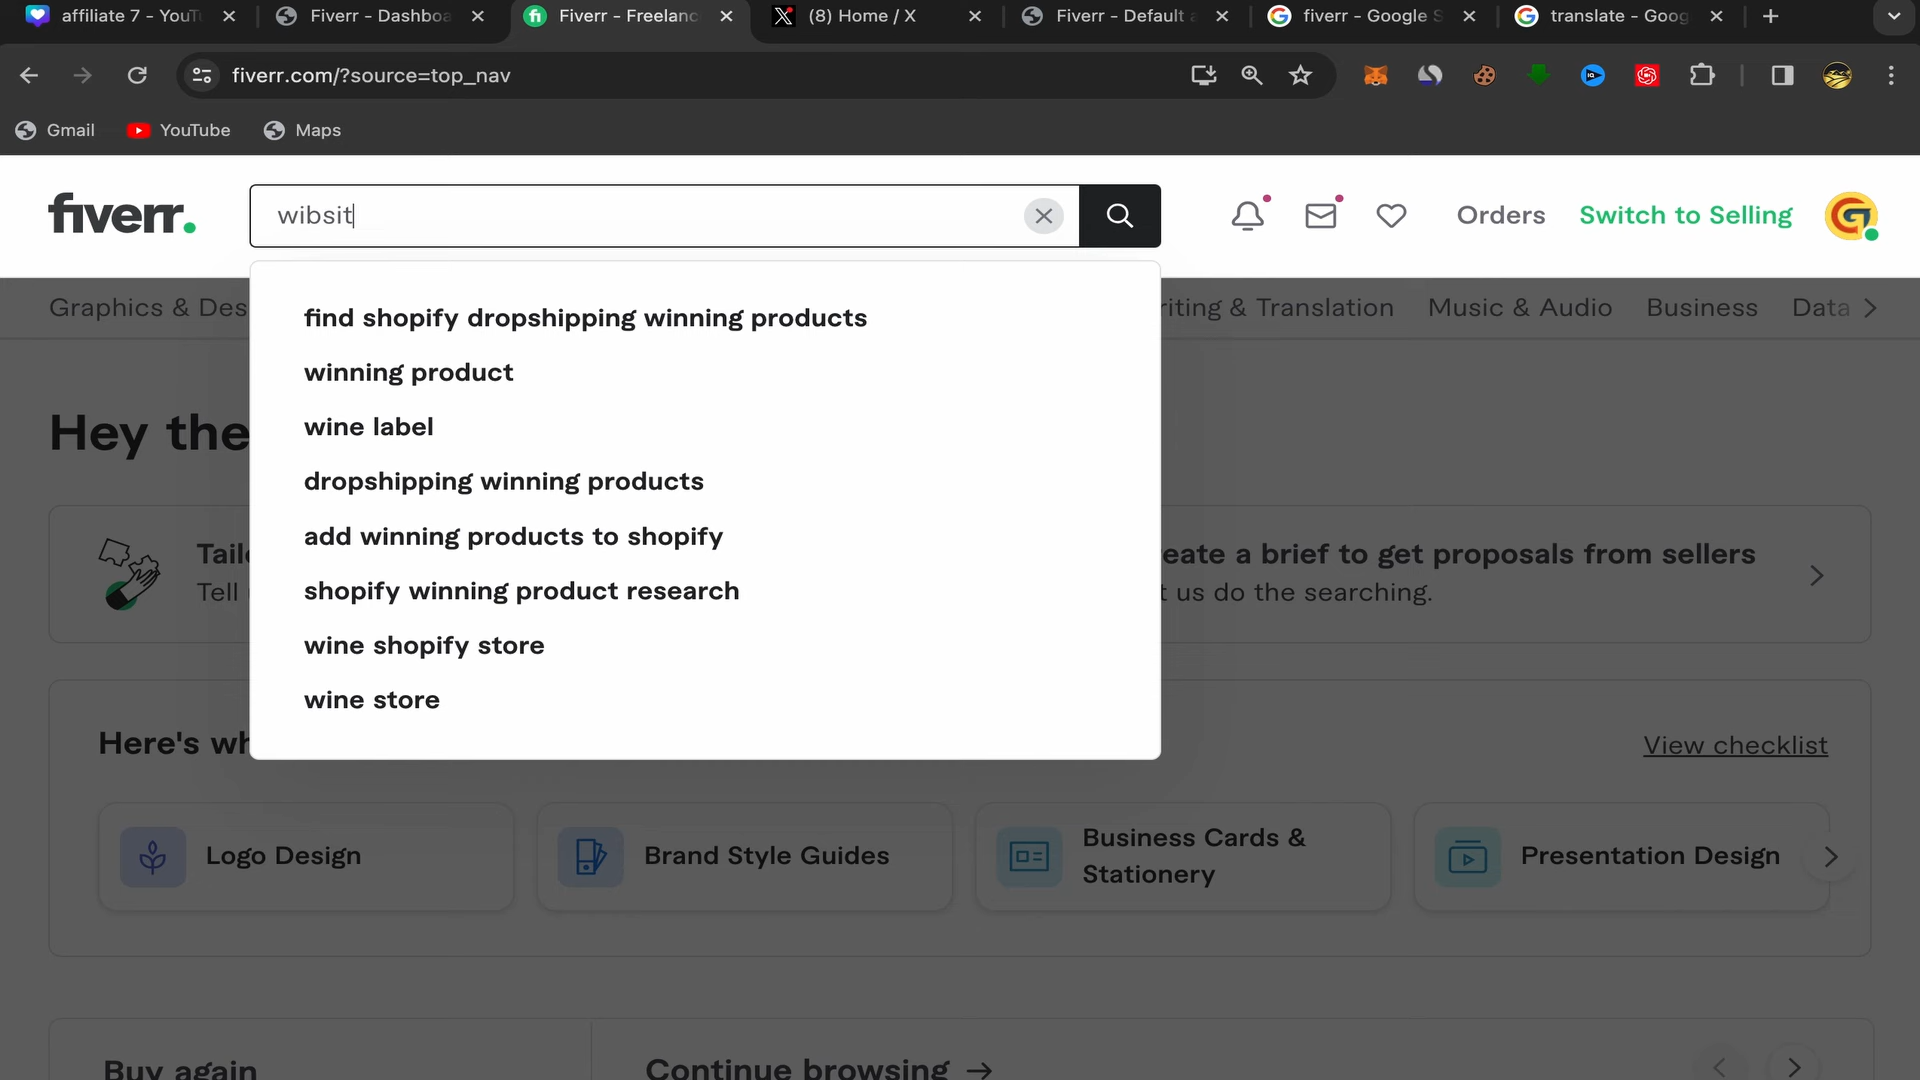 affiliate 7 - YouTu
Fiverr - Dashboa
Fiverr - Freelanc
(8) Home / X
Fiverr - Default a
fiverr - Google S
translate - Goog
fiverr.com/?source=top_nav
Gmail
YouTube
Maps
fiverr.
wibsit
Orders
Switch to Selling
Graphics & Des
riting & Translation
Music & Audio
Business
Data
find shopify dropshipping winning products
winning product
wine label
dropshipping winning products
add winning products to shopify
shopify winning product research
wine shopify store
wine store
Hey the
Tail
Tell
eate a brief to get proposals from sellers
t us do the searching.
Here's wh
View checklist
Logo Design
Brand Style Guides
Business Cards &
Stationery
Presentation Design
Buy again
Continue browsing →